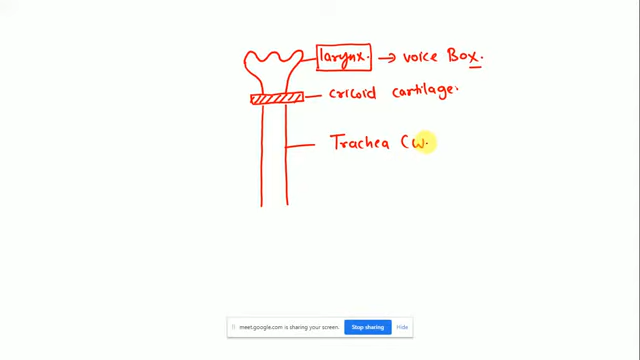 larynx. → voice Box.
cricoid cartilage.
Trachea (w.
meet.google.com is sharing your screen. Stop sharing Hide